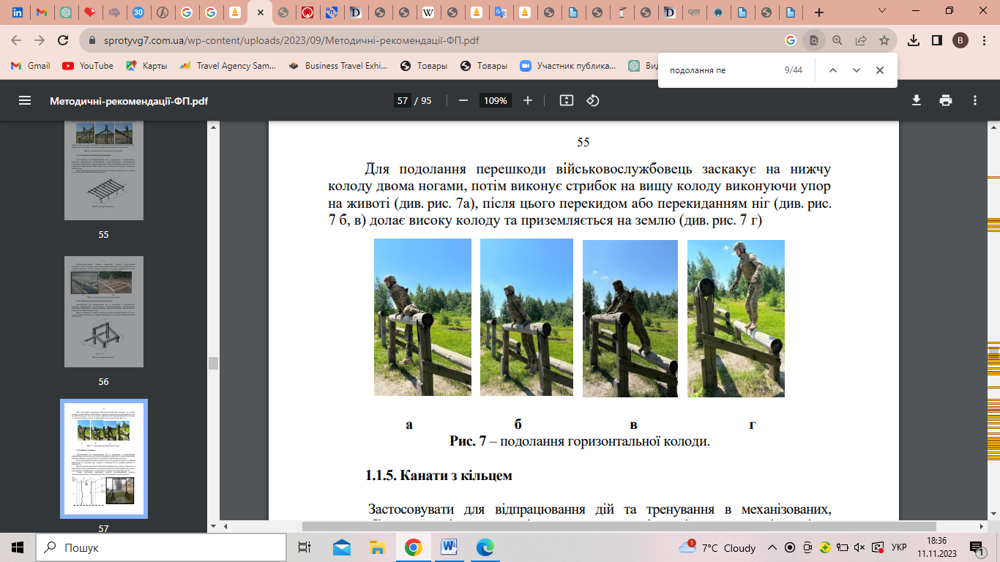 sprotyvg7.com.ua/wp-content/uploads/2023/09/Методичні-рекомендації-ФП.pdf
B
Gmail
YouTube
Карты
Travel Agency Sam...
Business Travel Exhi...
Товары
Товары
Участник публика...
подолання пе
9/44
Методичні-рекомендації-ФП.pdf
57 / 95
109%
55
56
57
55
Для подолання перешкоди військовослужбовець заскакує на нижчу
колоду двома ногами, потім виконує стрибок на вищу колоду виконуючи упор
на животі (див. рис. 7а), після цього перекидом або перекиданням ніг (див. рис.
7 б, в) долає високу колоду та приземляється на землю (див. рис. 7 г)
а б в г
Рис. 7 – подолання горизонтальної колоди.
1.1.5. Канати з кільцем
Застосовувати для відпрацювання дій та тренування в механізованих,
Пошук
7°C Cloudy
УКР
18:36
11.11.2023
1